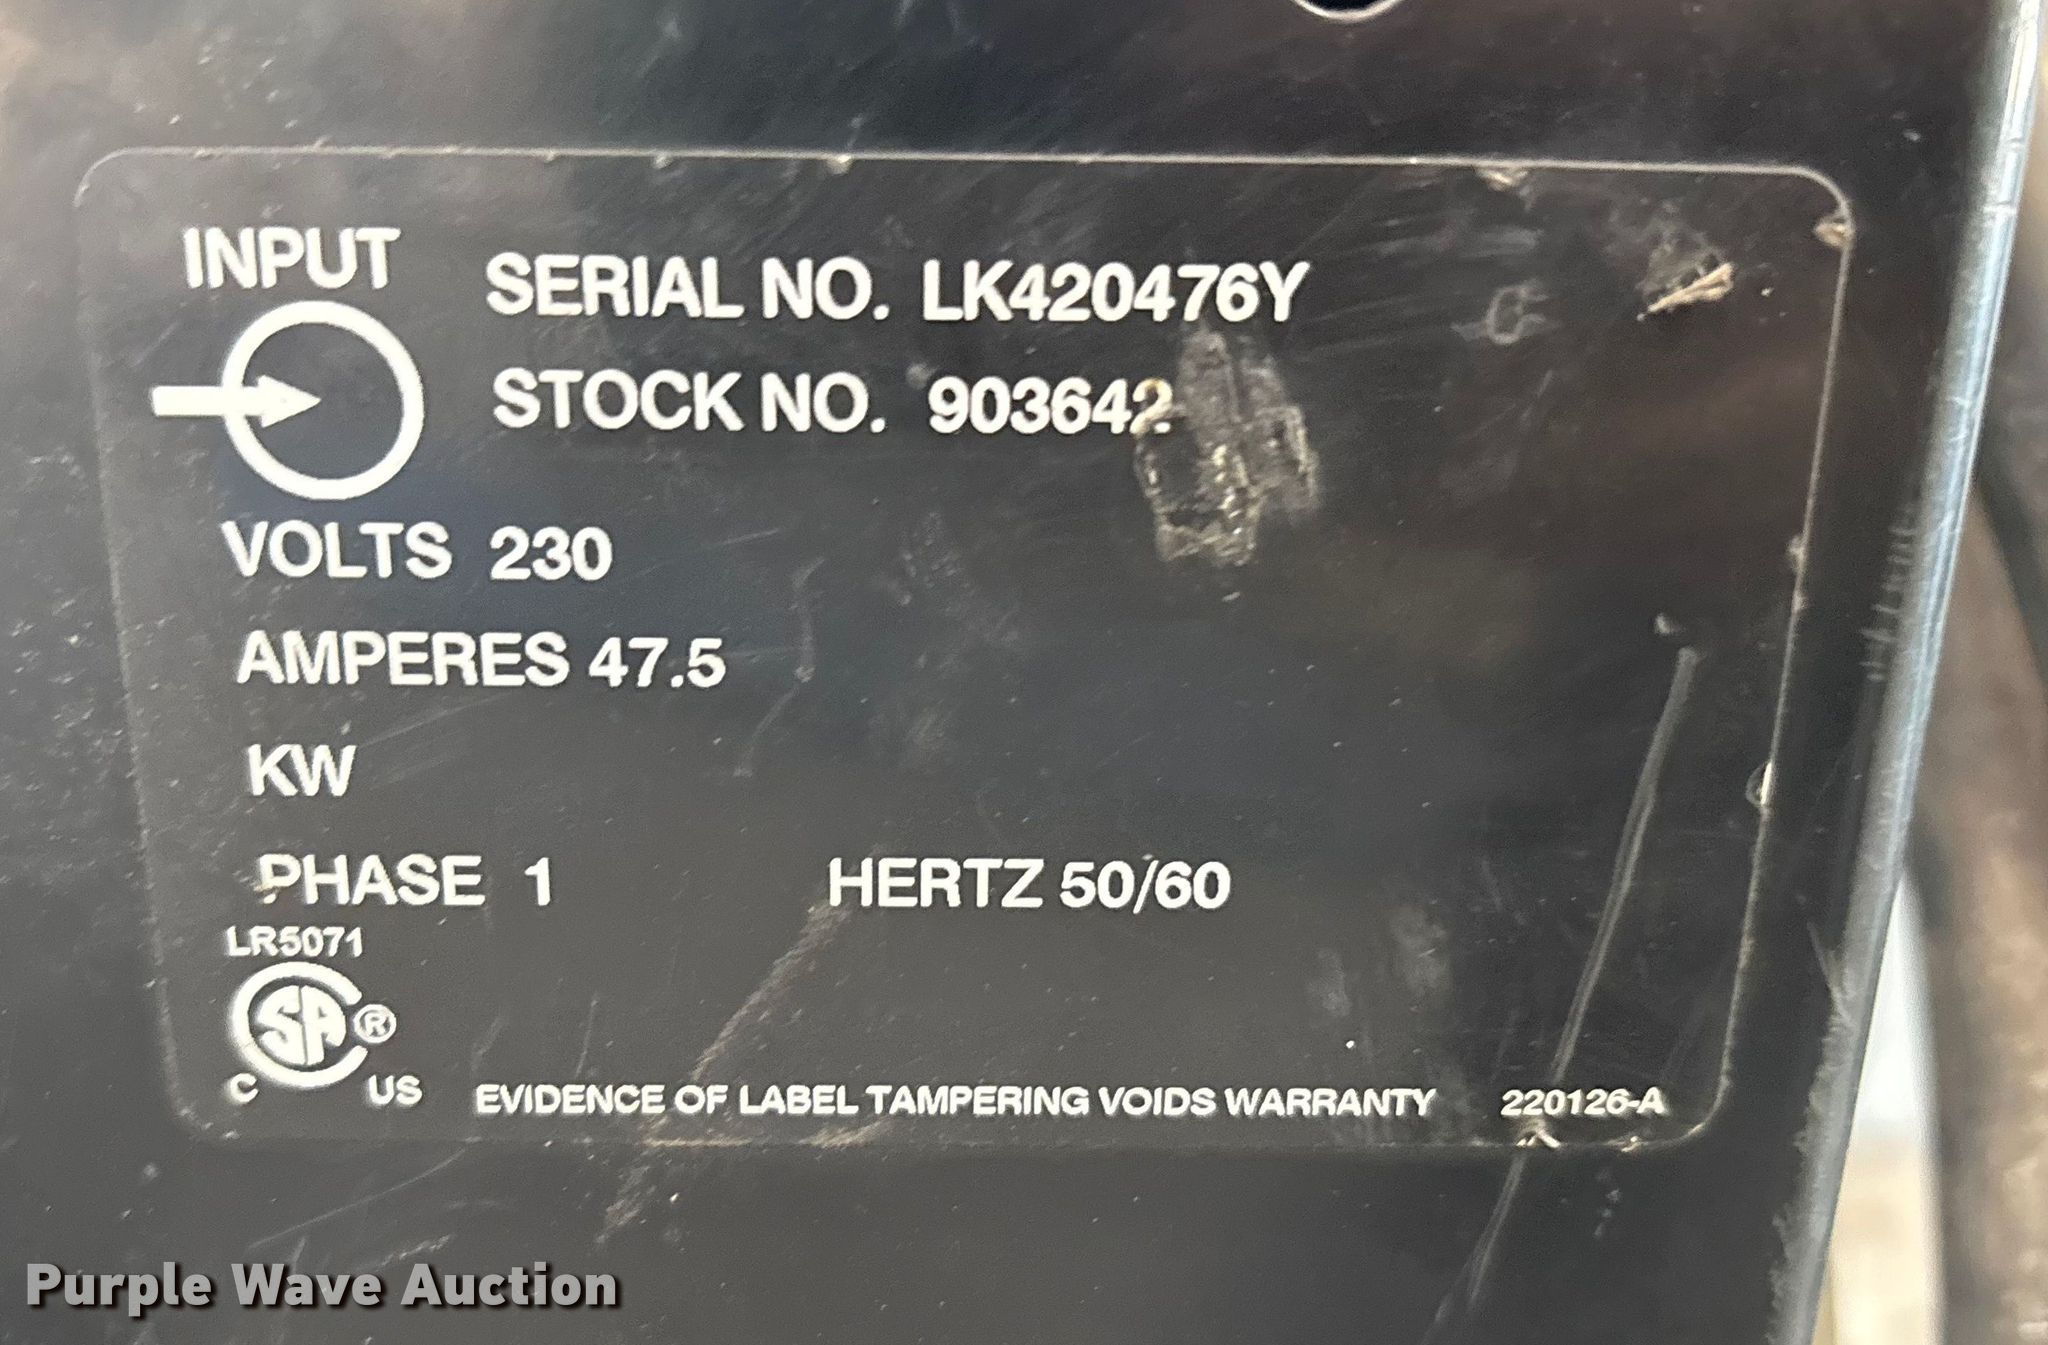 INPUT
SERIAL NO. LK420476Y
STOCK NO. 903642
VOLTS 230
AMPERES 47.5
KW
PHASE 1 HERTZ 50/60
LR5071
SA ®
C US
EVIDENCE OF LABEL TAMPERING VOIDS WARRANTY 220126-A
Purple Wave Auction